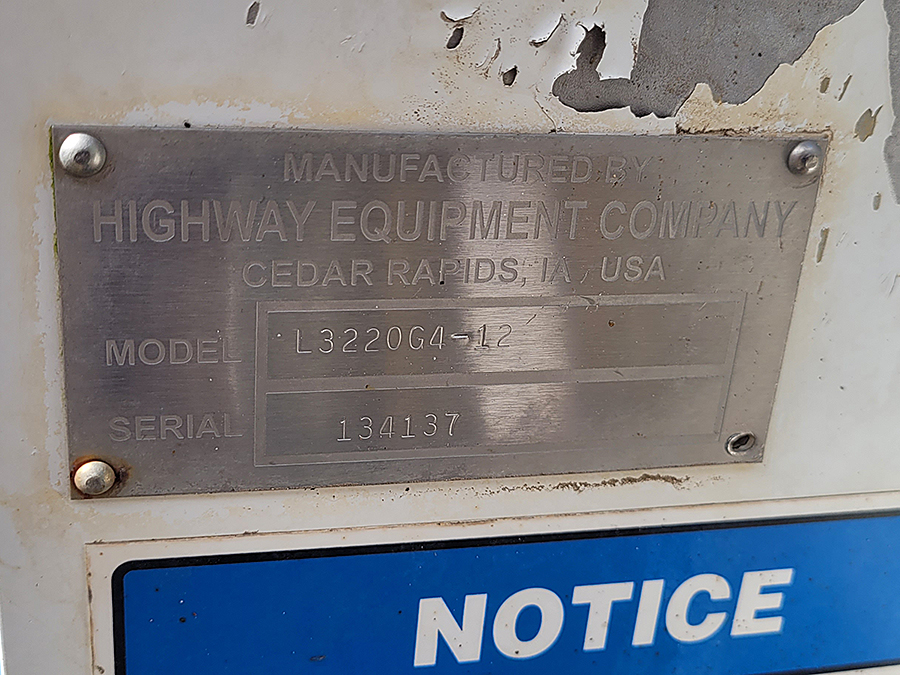 MANUFACTURED BY
HIGHWAY EQUIPMENT COMPANY
CEDAR RAPIDS, IA, USA
MODEL L3220G4-12
SERIAL 134137
NOTICE